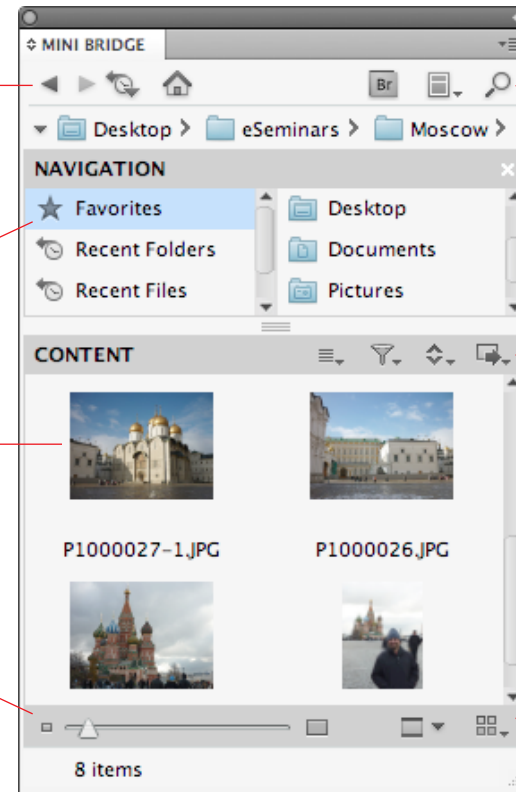 MINI BRIDGE
Br
Desktop > eSeminars > Moscow >
NAVIGATION
Favorites
Desktop
Recent Folders
Documents
Recent Files
Pictures
CONTENT
P1000027-1.JPG
P1000026.JPG
8 items